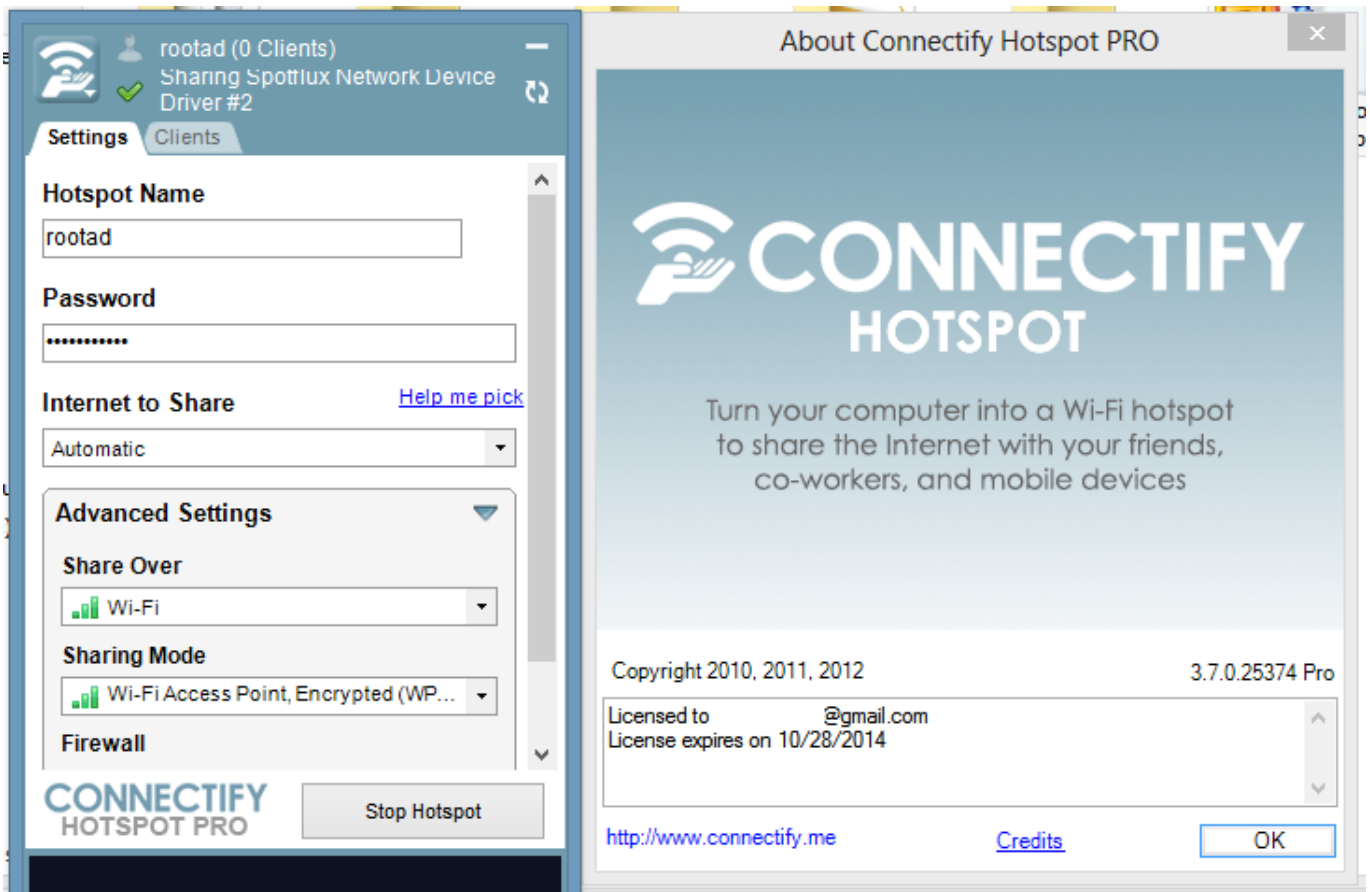 rootad (0 Clients)
Sharing Spotflux Network Device
Driver #2
Settings Clients
Hotspot Name
rootad
Password
•••••••••••
Internet to Share Help me pick
Automatic
Advanced Settings
Share Over
Wi-Fi
Sharing Mode
Wi-Fi Access Point, Encrypted (WP...
Firewall
CONNECTIFY
HOTSPOT PRO
Stop Hotspot
About Connectify Hotspot PRO
CONNECTIFY
HOTSPOT
Turn your computer into a Wi-Fi hotspot
to share the Internet with your friends,
co-workers, and mobile devices
Copyright 2010, 2011, 2012 3.7.0.25374 Pro
Licensed to @gmail.com
License expires on 10/28/2014
http://www.connectify.me Credits OK